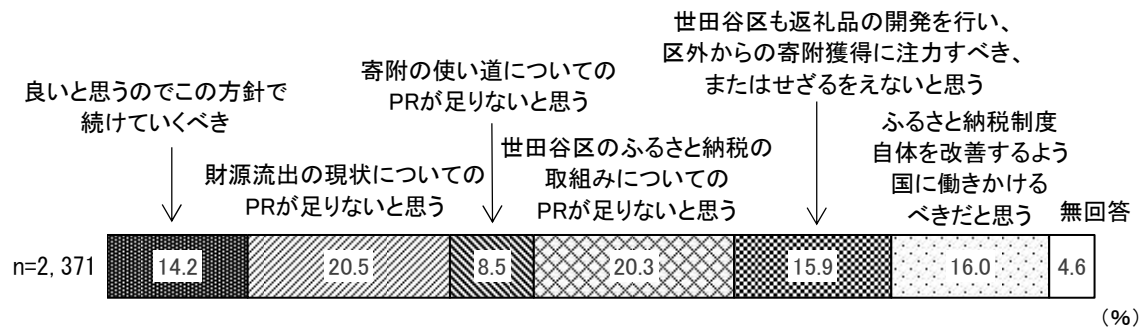 良いと思うのでこの方針で
続けていくべき
財源流出の現状についての
PRが足りないと思う
寄附の使い道についての
PRが足りないと思う
世田谷区のふるさと納税の
取組みについての
PRが足りないと思う
世田谷区も返礼品の開発を行い、
区外からの寄附獲得に注力すべき、
またはせざるをえないと思う
ふるさと納税制度
自体を改善するよう
国に働きかける
べきだと思う
無回答
n=2,371
14.2
20.5
8.5
20.3
15.9
16.0
4.6
(%)